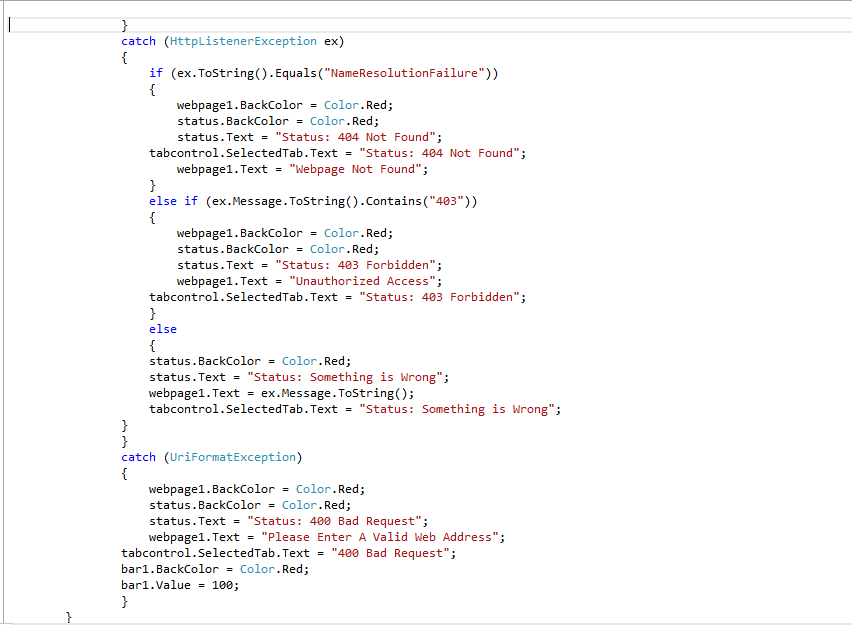 }
catch (HttpListenerException ex)
{
if (ex.ToString().Equals("NameResolutionFailure"))
{
webpage1.BackColor = Color.Red;
status.BackColor = Color.Red;
status.Text = "Status: 404 Not Found";
tabcontrol.SelectedTab.Text = "Status: 404 Not Found";
webpage1.Text = "Webpage Not Found";
}
else if (ex.Message.ToString().Contains("403"))
{
webpage1.BackColor = Color.Red;
status.BackColor = Color.Red;
status.Text = "Status: 403 Forbidden";
webpage1.Text = "Unauthorized Access";
tabcontrol.SelectedTab.Text = "Status: 403 Forbidden";
}
else
{
status.BackColor = Color.Red;
status.Text = "Status: Something is Wrong";
webpage1.Text = ex.Message.ToString();
tabcontrol.SelectedTab.Text = "Status: Something is Wrong";
}
}
catch (UriFormatException)
{
webpage1.BackColor = Color.Red;
status.BackColor = Color.Red;
status.Text = "Status: 400 Bad Request";
webpage1.Text = "Please Enter A Valid Web Address";
tabcontrol.SelectedTab.Text = "400 Bad Request";
bar1.BackColor = Color.Red;
bar1.Value = 100;
}
}